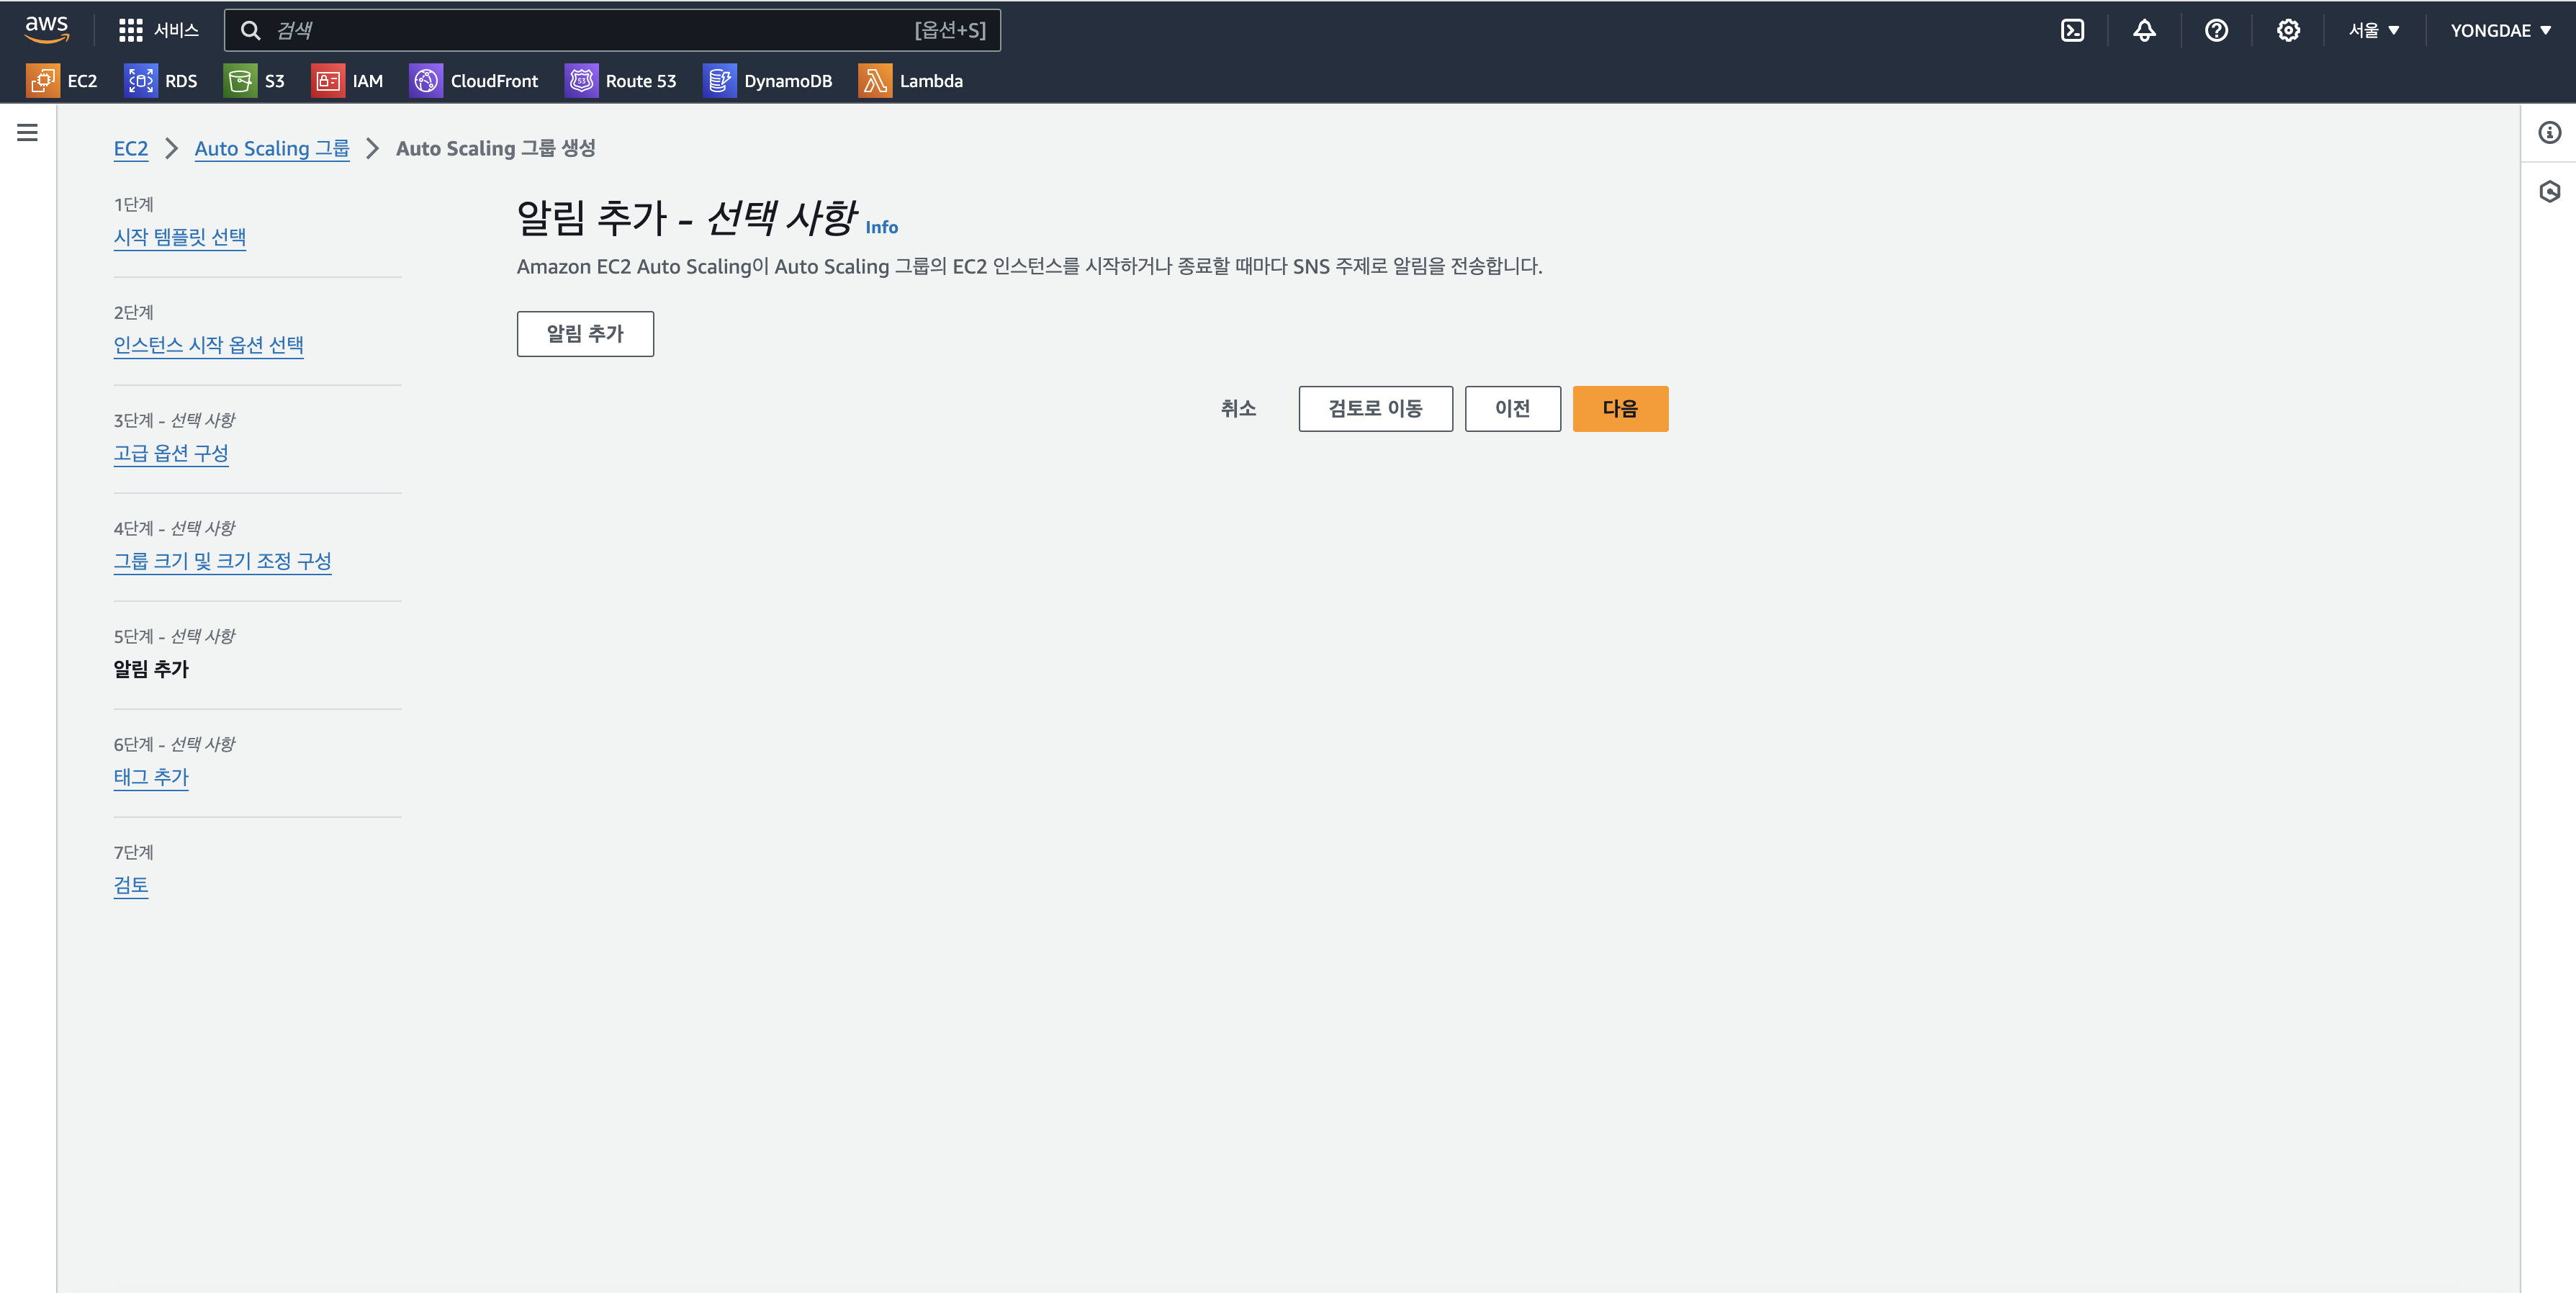 aws
서비스
검색
[옵션+S]
서울 ▼
YONGDAE ▼
EC2
RDS
S3
IAM
CloudFront
Route 53
DynamoDB
Lambda
EC2 > Auto Scaling 그룹 > Auto Scaling 그룹 생성
1단계
시작 템플릿 선택
2단계
인스턴스 시작 옵션 선택
3단계 - 선택 사항
고급 옵션 구성
4단계 - 선택 사항
그룹 크기 및 크기 조정 구성
5단계 - 선택 사항
알림 추가
6단계 - 선택 사항
태그 추가
7단계
검토
알림 추가 - 선택 사항 Info
Amazon EC2 Auto Scaling이 Auto Scaling 그룹의 EC2 인스턴스를 시작하거나 종료할 때마다 SNS 주제로 알림을 전송합니다.
알림 추가
취소
검토로 이동
이전
다음